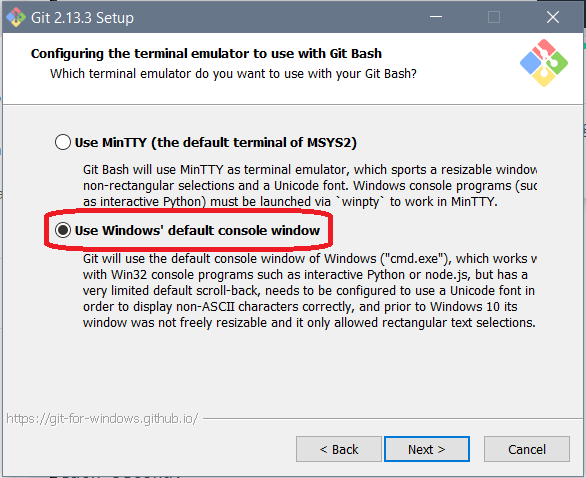 Git 2.13.3 Setup
Configuring the terminal emulator to use with Git Bash
Which terminal emulator do you want to use with your Git Bash?
Use MinTTY (the default terminal of MSYS2)
Git Bash will use MinTTY as terminal emulator, which sports a resizable window
non-rectangular selections and a Unicode font. Windows console programs (suc
as interactive Python) must be launched via `winpty` to work in MinTTY.
Use Windows' default console window
Git will use the default console window of Windows ("cmd.exe"), which works w
with Win32 console programs such as interactive Python or node.js, but has a
very limited default scroll-back, needs to be configured to use a Unicode font in
order to display non-ASCII characters correctly, and prior to Windows 10 its
window was not freely resizable and it only allowed rectangular text selections.
https://git-for-windows.github.io/
< Back Next > Cancel